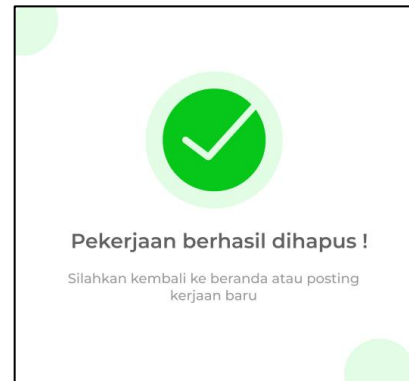 Pekerjaan berhasil dihapus !
Silahkan kembali ke beranda atau posting
kerjaan baru